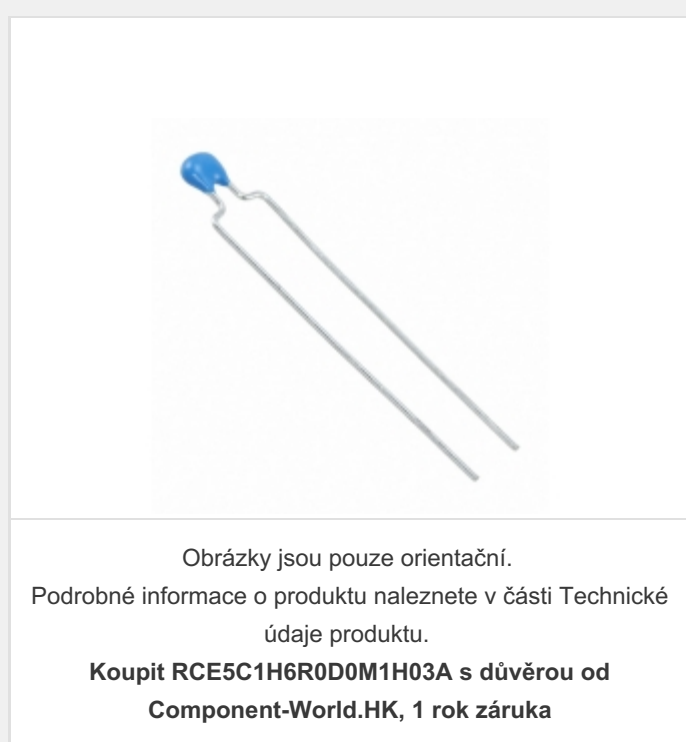 Obrázky jsou pouze orientační.
Podrobné informace o produktu naleznete v části Technické
údaje produktu.
Koupit RCE5C1H6R0D0M1H03A s důvěrou od
Component-World.HK, 1 rok záruka